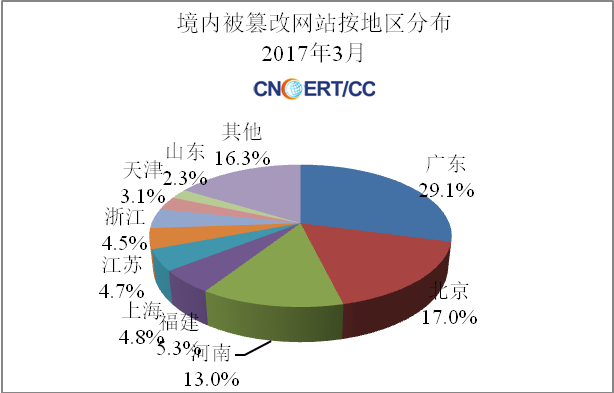 境内被篡改网站按地区分布
2017年3月
CNCERT/CC
广东
29.1%
北京
17.0%
河南
13.0%
福建
5.3%
上海
4.8%
江苏
4.7%
浙江
4.5%
天津
3.1%
山东
2.3%
其他
16.3%